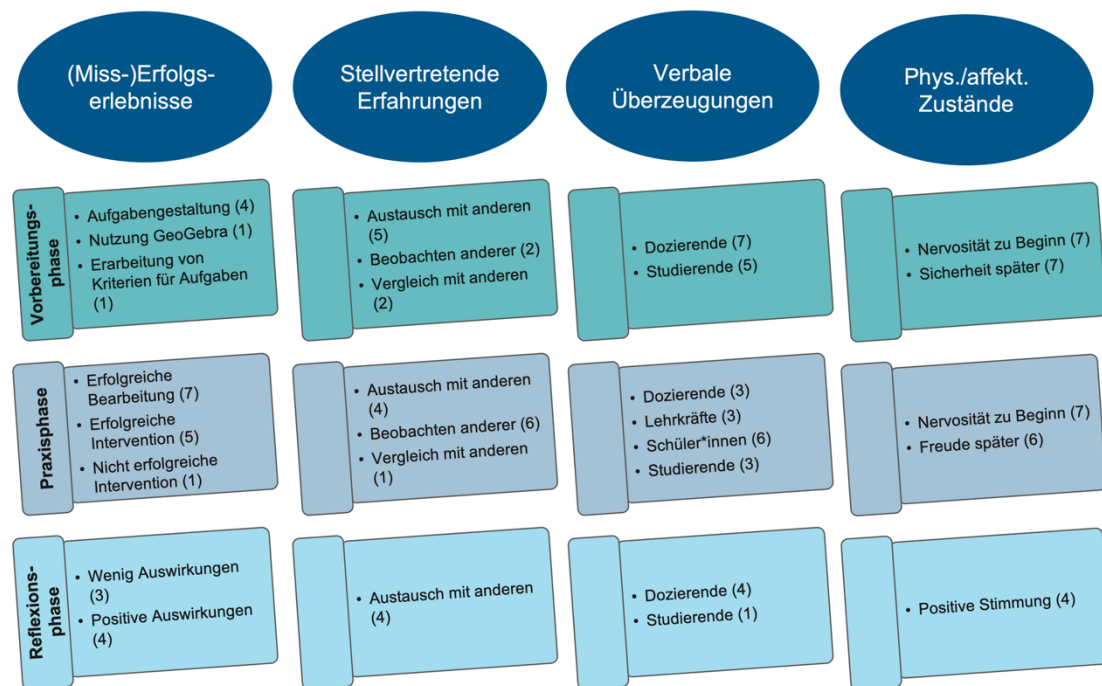 (Miss-)Erfolgs-
erlebnisse
Stellvertretende
Erfahrungen
Verbale
Überzeugungen
Phys./affekt.
Zustände
Vorbereitungs-
phase
• Aufgabengestaltung (4)
• Nutzung GeoGebra (1)
• Erarbeitung von
Kriterien für Aufgaben
(1)
• Austausch mit anderen
(5)
• Beobachten anderer (2)
• Vergleich mit anderen
(2)
• Dozierende (7)
• Studierende (5)
• Nervosität zu Beginn (7)
• Sicherheit später (7)
Praxisphase
• Erfolgreiche
Bearbeitung (7)
• Erfolgreiche
Intervention (5)
• Nicht erfolgreiche
Intervention (1)
• Austausch mit anderen
(4)
• Beobachten anderer (6)
• Vergleich mit anderen
(1)
• Dozierende (3)
• Lehrkräfte (3)
• Schüler*innen (6)
• Studierende (3)
• Nervosität zu Beginn (7)
• Freude später (6)
Reflexions-
phase
• Wenig Auswirkungen
(3)
• Positive Auswirkungen
(4)
• Austausch mit anderen
(4)
• Dozierende (4)
• Studierende (1)
• Positive Stimmung (4)